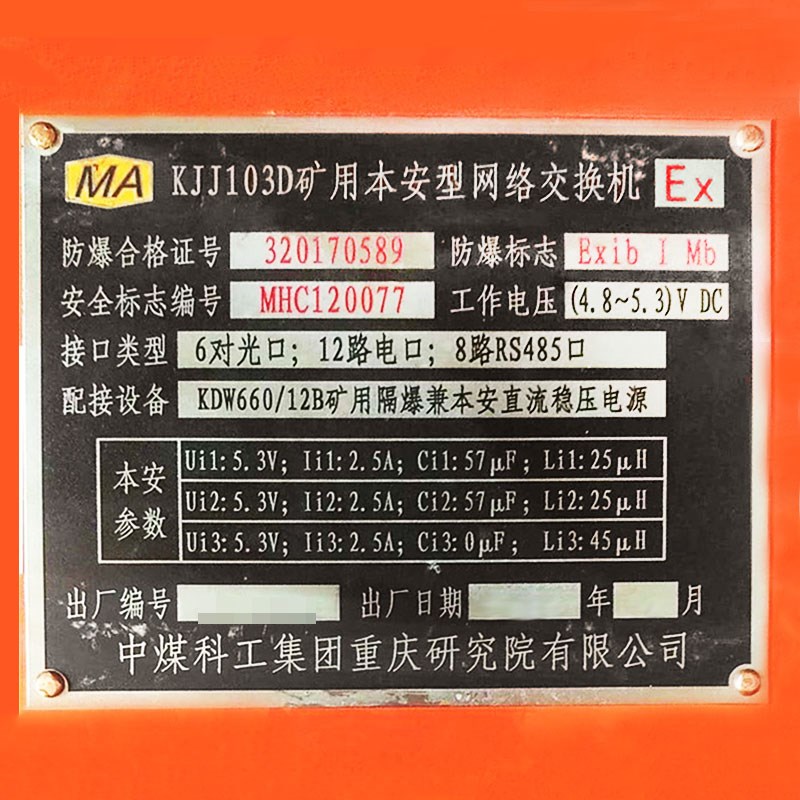 MA KJJ103D矿用本安型网络交换机 Ex
防爆合格证号 320170589 防爆标志 Exib I Mb
安全标志编号 MHC120077 工作电压 (4.8~5.3)V DC
接口类型 6对光口；12路电口；8路RS485口
配接设备 KDW660/12B矿用隔爆兼本安直流稳压电源
本安参数
Ui1:5.3V；Ii1:2.5A；Ci1:57μF；Li1:25μH
Ui2:5.3V；Ii2:2.5A；Ci2:57μF；Li2:25μH
Ui3:5.3V；Ii3:2.5A；Ci3:0μF；Li3:45μH
出厂编号 出厂日期 年 月
中煤科工集团重庆研究院有限公司